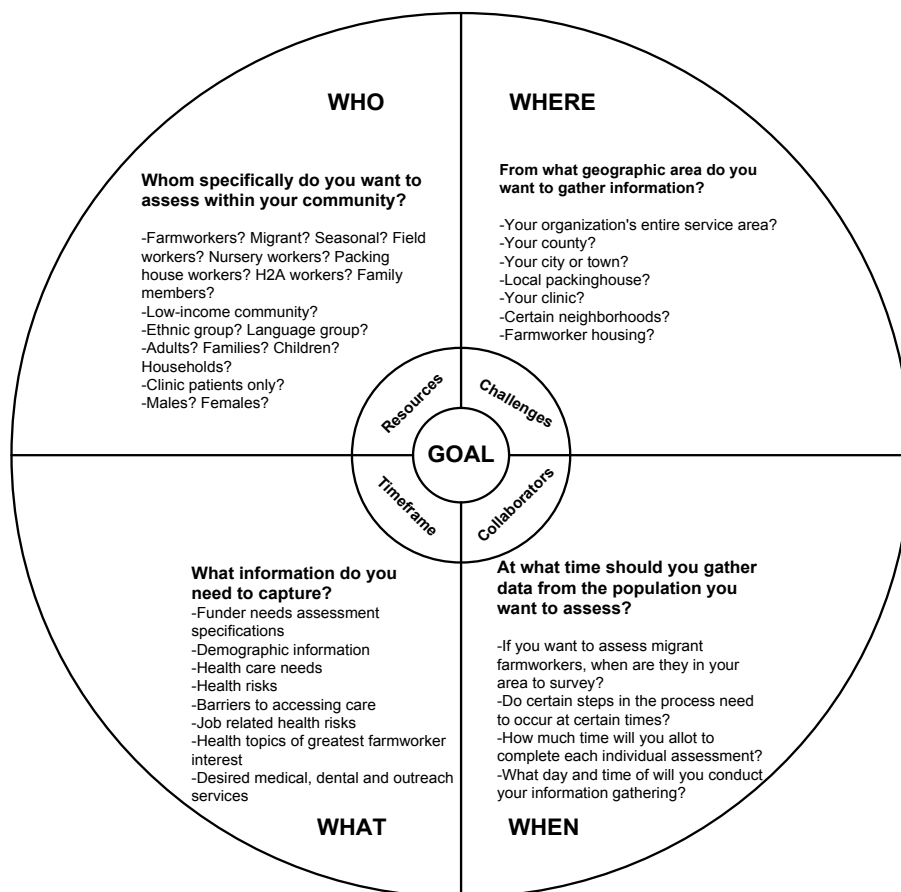 WHO
Whom specifically do you want to
assess within your community?
-Farmworkers? Migrant? Seasonal? Field
workers? Nursery workers? Packing
house workers? H2A workers? Family
members?
-Low-income community?
-Ethnic group? Language group?
-Adults? Families? Children?
Households?
-Clinic patients only?
-Males? Females?
WHERE
From what geographic area do you
want to gather information?
-Your organization's entire service area?
-Your county?
-Your city or town?
-Local packinghouse?
-Your clinic?
-Certain neighborhoods?
-Farmworker housing?
Resources
Challenges
GOAL
Timeframe
Collaborators
What information do you
need to capture?
-Funder needs assessment
specifications
-Demographic information
-Health care needs
-Health risks
-Barriers to accessing care
-Job related health risks
-Health topics of greatest farmworker
interest
-Desired medical, dental and outreach
services
WHAT
At what time should you gather
data from the population you
want to assess?
-If you want to assess migrant
farmworkers, when are they in your
area to survey?
-Do certain steps in the process need
to occur at certain times?
-How much time will you allot to
complete each individual assessment?
-What day and time of will you conduct
your information gathering?
WHEN